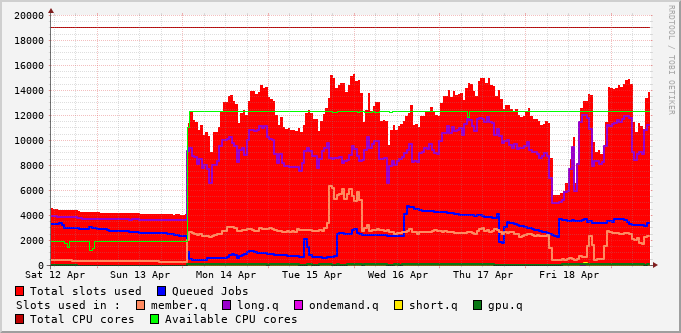 RRDTOOL / TOBI OETIKER
20000
18000
16000
14000
12000
10000
8000
6000
4000
2000
0
Sat 12 Apr Sun 13 Apr Mon 14 Apr Tue 15 Apr Wed 16 Apr Thu 17 Apr Fri 18 Apr
Total slots used Queued Jobs
Slots used in : member.q long.q ondemand.q short.q gpu.q
Total CPU cores Available CPU cores